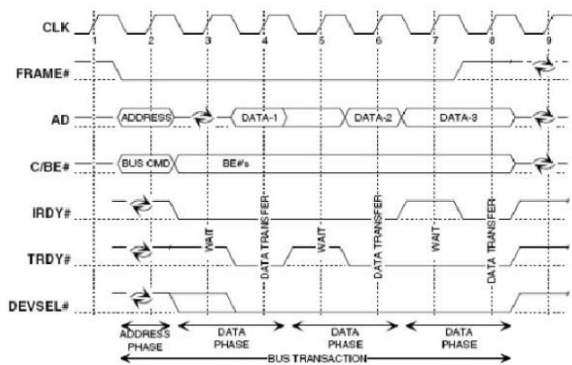 CLK
1 2 3 4 5 6 7 8 9
FRAME#
AD ADDRESS DATA-1 DATA-2 DATA-3
C/BE# BUS CMD BE#'s
IRDY#
WAIT DATA TRANSFER WAIT DATA TRANSFER WAIT DATA TRANSFER
TRDY#
DEVSEL#
ADDRESS PHASE DATA PHASE DATA PHASE DATA PHASE
BUS TRANSACTION